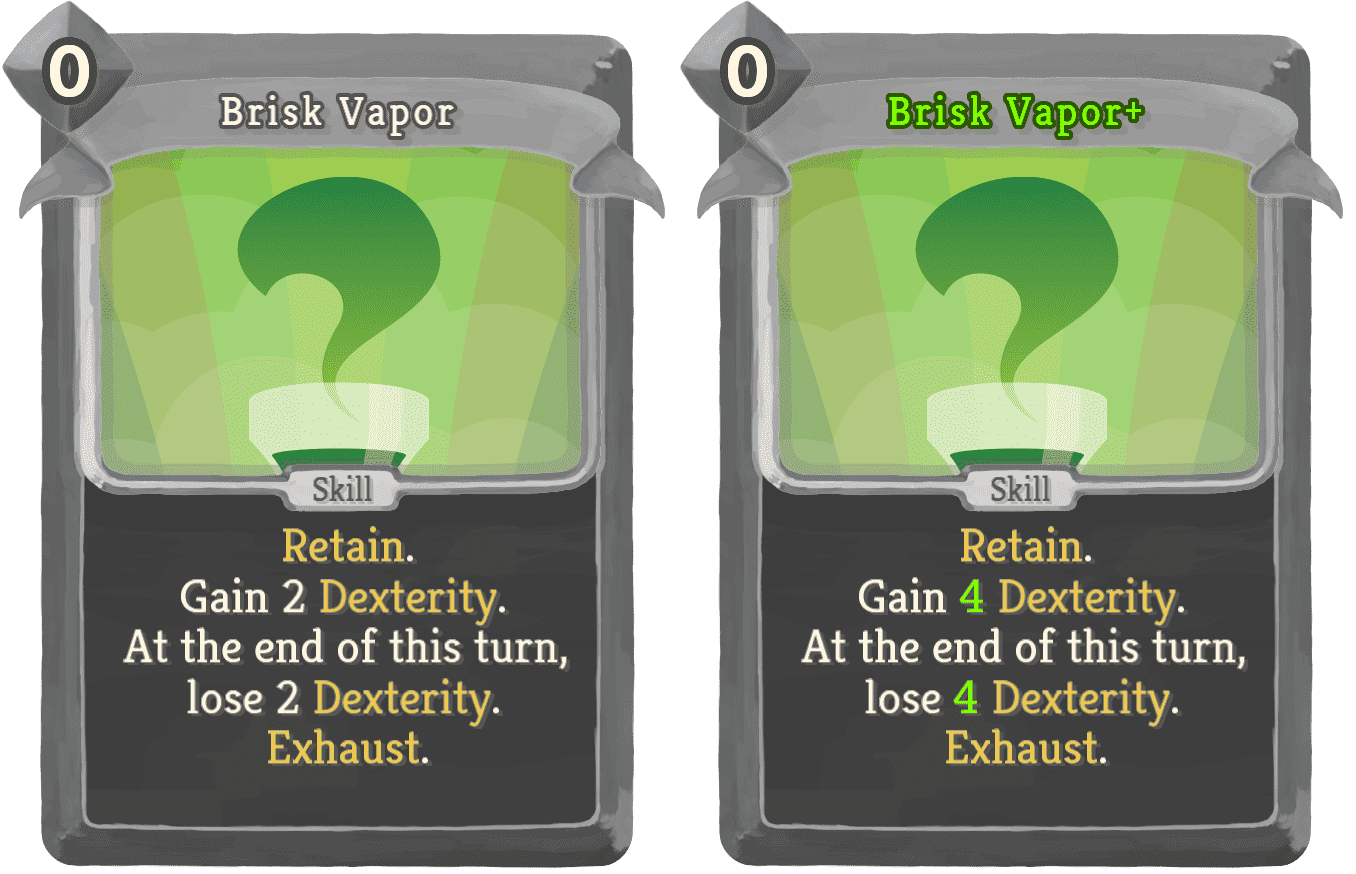 0
Brisk Vapor
Skill
Retain.
Gain 2 Dexterity.
At the end of this turn,
lose 2 Dexterity.
Exhaust.
0
Brisk Vapor+
Skill
Retain.
Gain 4 Dexterity.
At the end of this turn,
lose 4 Dexterity.
Exhaust.